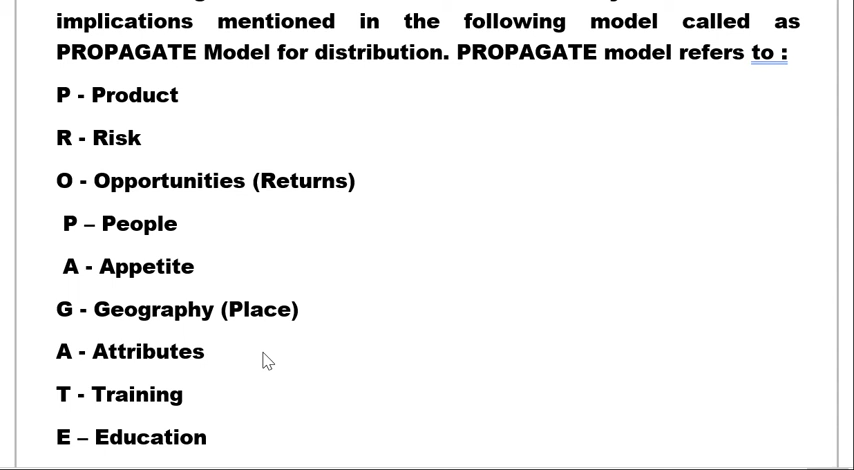 implications mentioned in the following model called as
PROPAGATE Model for distribution. PROPAGATE model refers to :
P - Product
R - Risk
O - Opportunities (Returns)
P – People
A - Appetite
G - Geography (Place)
A - Attributes
T - Training
E – Education